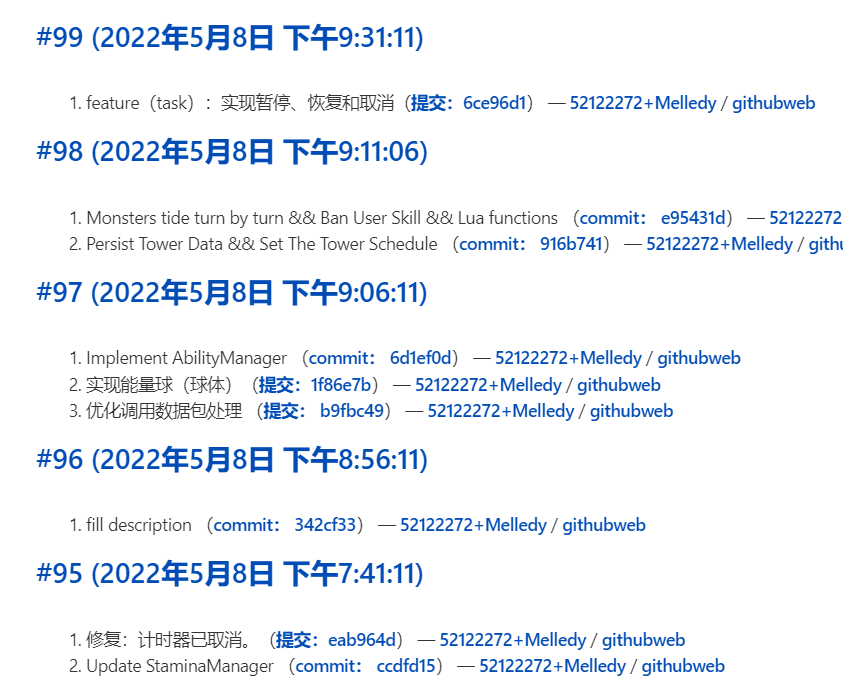 #99 (2022年5月8日 下午9:31:11)
1. feature（task）：实现暂停、恢复和取消（提交：6ce96d1） — 52122272+Melledy / githubweb
#98 (2022年5月8日 下午9:11:06)
1. Monsters tide turn by turn && Ban User Skill && Lua functions （commit： e95431d） — 52122272
2. Persist Tower Data && Set The Tower Schedule （commit： 916b741） — 52122272+Melledy / githu
#97 (2022年5月8日 下午9:06:11)
1. Implement AbilityManager （commit： 6d1ef0d） — 52122272+Melledy / githubweb
2. 实现能量球（球体）（提交：1f86e7b） — 52122272+Melledy / githubweb
3. 优化调用数据包处理 （提交： b9fbc49） — 52122272+Melledy / githubweb
#96 (2022年5月8日 下午8:56:11)
1. fill description （commit： 342cf33） — 52122272+Melledy / githubweb
#95 (2022年5月8日 下午7:41:11)
1. 修复：计时器已取消。（提交：eab964d） — 52122272+Melledy / githubweb
2. Update StaminaManager （commit： ccdfd15） — 52122272+Melledy / githubweb